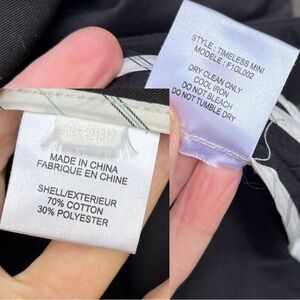 MADE IN CHINA
FABRIQUE EN CHINE
SHELL/EXTERIEUR
70% COTTON
30% POLYESTER
STYLE : TIMELESS MINI
MODELE : F1GL002
DRY CLEAN ONLY
COOL IRON
DO NOT BLEACH
DO NOT TUMBLE DRY